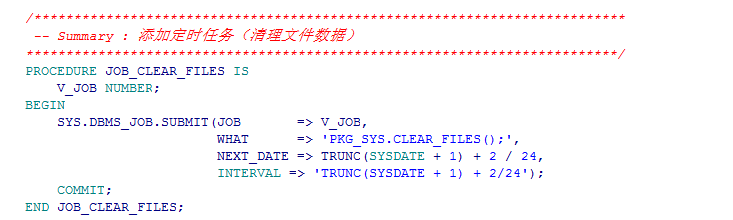 /**************************************************************************
-- Summary : 添加定时任务（清理文件数据）
**************************************************************************/
PROCEDURE JOB_CLEAR_FILES IS
V_JOB NUMBER;
BEGIN
SYS.DBMS_JOB.SUBMIT(JOB => V_JOB,
WHAT => 'PKG_SYS.CLEAR_FILES();',
NEXT_DATE => TRUNC(SYSDATE + 1) + 2 / 24,
INTERVAL => 'TRUNC(SYSDATE + 1) + 2/24');
COMMIT;
END JOB_CLEAR_FILES;